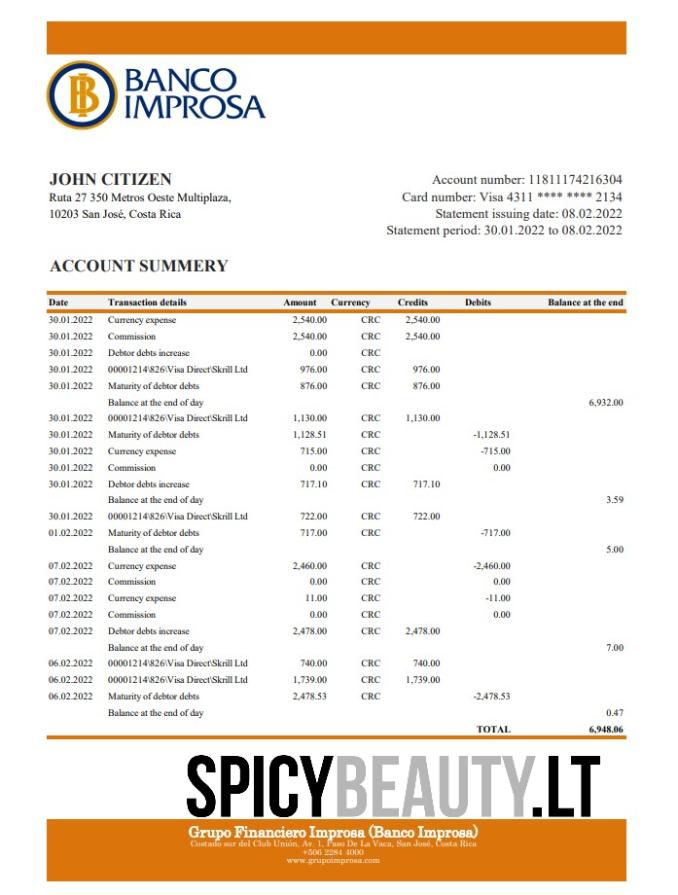 BANCO
IMPROSA
JOHN CITIZEN
Ruta 27 350 Metros Oeste Multiplaza,
10203 San José, Costa Rica
Account number: 11811174216304
Card number: Visa 4311 **** **** 2134
Statement issuing date: 08.02.2022
Statement period: 30.01.2022 to 08.02.2022
ACCOUNT SUMMERY
Date Transaction details Amount Currency Credits Debits Balance at the end
30.01.2022 Currency expense 2,540.00 CRC 2,540.00
30.01.2022 Commission 2,540.00 CRC 2,540.00
30.01.2022 Debtor debts increase 0.00 CRC
30.01.2022 00001214\826\Visa Direct\Skrill Ltd 976.00 CRC 976.00
30.01.2022 Maturity of debtor debts 876.00 CRC 876.00
Balance at the end of day 6,932.00
30.01.2022 00001214\826\Visa Direct\Skrill Ltd 1,130.00 CRC 1,130.00
30.01.2022 Maturity of debtor debts 1,128.51 CRC -1,128.51
30.01.2022 Currency expense 715.00 CRC -715.00
30.01.2022 Commission 0.00 CRC 0.00
30.01.2022 Debtor debts increase 717.10 CRC 717.10
Balance at the end of day 3.59
30.01.2022 00001214\826\Visa Direct\Skrill Ltd 722.00 CRC 722.00
01.02.2022 Maturity of debtor debts 717.00 CRC -717.00
Balance at the end of day 5.00
07.02.2022 Currency expense 2,460.00 CRC -2,460.00
07.02.2022 Commission 0.00 CRC 0.00
07.02.2022 Currency expense 11.00 CRC -11.00
07.02.2022 Commission 0.00 CRC 0.00
07.02.2022 Debtor debts increase 2,478.00 CRC 2,478.00
Balance at the end of day 7.00
06.02.2022 00001214\826\Visa Direct\Skrill Ltd 740.00 CRC 740.00
06.02.2022 00001214\826\Visa Direct\Skrill Ltd 1,739.00 CRC 1,739.00
06.02.2022 Maturity of debtor debts 2,478.53 CRC -2,478.53
Balance at the end of day 0.47
TOTAL 6,948.06
SPICYBEAUTY.LT
Grupo Financiero Improsa (Banco Improsa)
Costado sur del Club Unión, Av. 1, Paso De La Vaca, San José, Costa Rica
+506 2284 4000
www.grupoimprosa.com